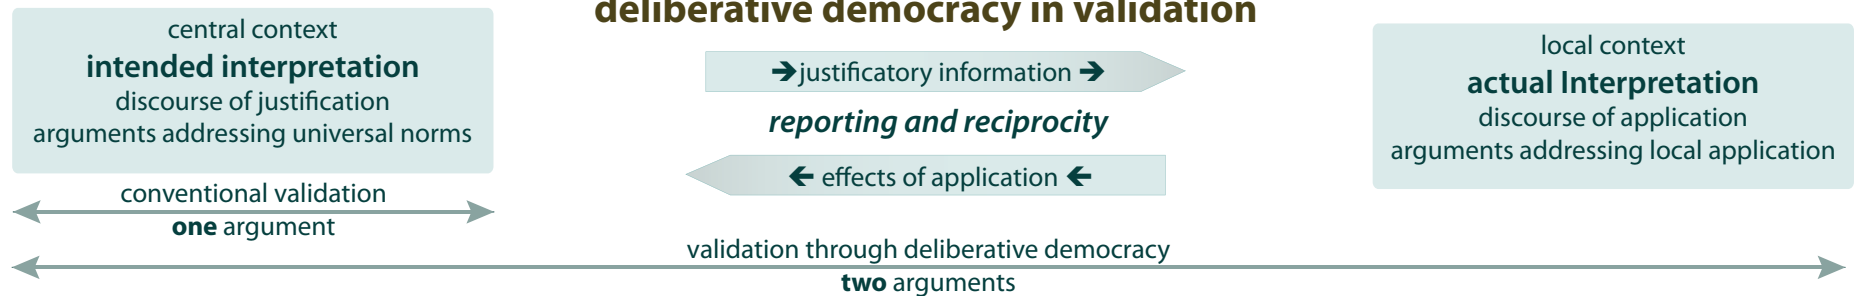 deliberative democracy in validation
central context
intended interpretation
discourse of justification
arguments addressing universal norms
conventional validation
one argument
➔justificatory information ➔
reporting and reciprocity
🡸 effects of application 🡸
local context
actual Interpretation
discourse of application
arguments addressing local application
validation through deliberative democracy
two arguments